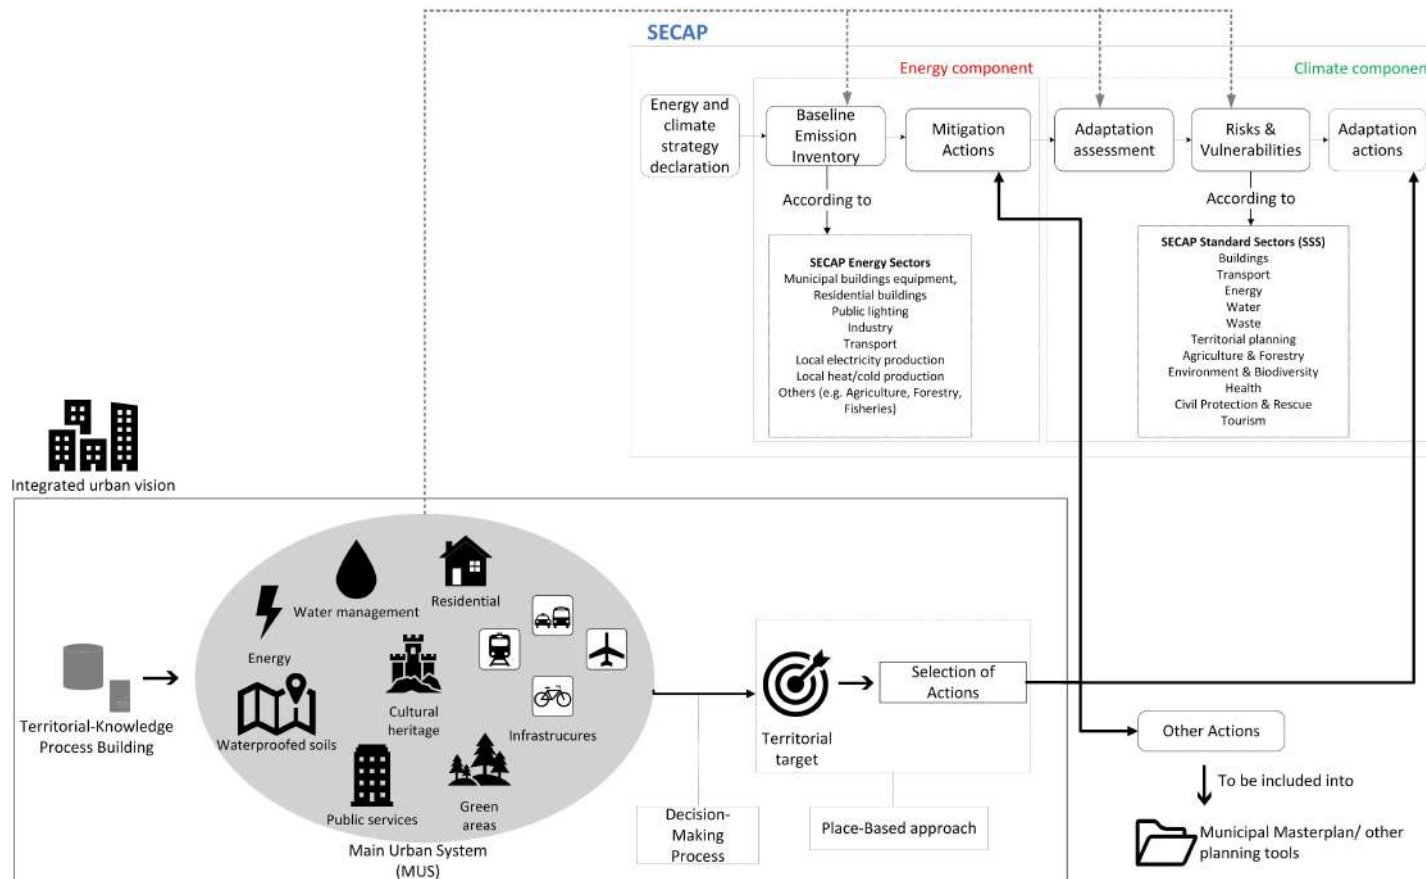 SECAP
Energy component
Climate component
Energy and
climate
strategy
declaration
Baseline
Emission
Inventory
Mitigation
Actions
Adaptation
assessment
Risks &
Vulnerabilities
Adaptation
actions
According to
According to
SECAP Energy Sectors
Municipal buildings equipment,
Residential buildings
Public lighting
Industry
Transport
Local electricity production
Local heat/cold production
Others (e.g. Agriculture, Forestry,
Fisheries)
SECAP Standard Sectors (SSS)
Buildings
Transport
Energy
Water
Waste
Territorial planning
Agriculture & Forestry
Environment & Biodiversity
Health
Civil Protection & Rescue
Tourism
Integrated urban vision
Territorial-Knowledge
Process Building
Water management
Residential
Energy
Cultural
heritage
Infrastrucures
Waterproofed soils
Public services
Green
areas
Main Urban System
(MUS)
Decision-
Making
Process
Territorial
target
Selection of
Actions
Place-Based approach
Other Actions
To be included into
Municipal Masterplan/ other
planning tools